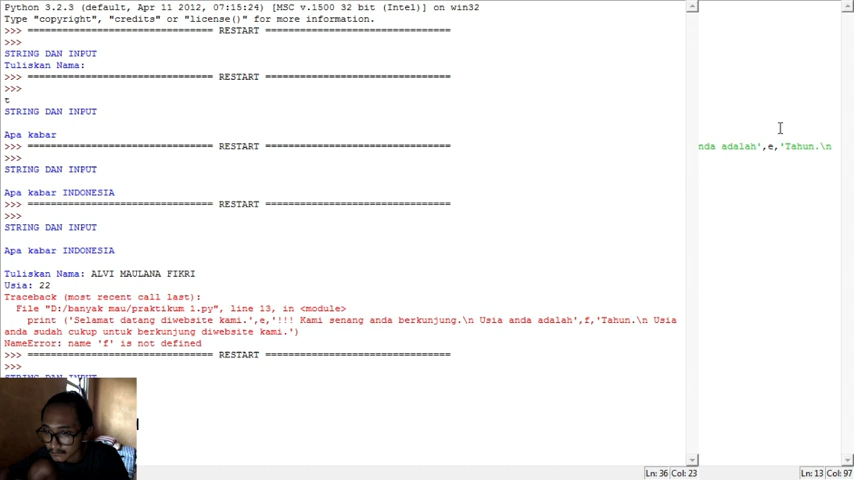 Python 3.2.3 (default, Apr 11 2012, 07:15:24) [MSC v.1500 32 bit (Intel)] on win32
Type "copyright", "credits" or "license()" for more information.
>>> ================================ RESTART ================================
>>>
STRING DAN INPUT
Tuliskan Nama:
>>> ================================ RESTART ================================
>>>
t
STRING DAN INPUT
Apa kabar
>>> ================================ RESTART ================================
>>>
STRING DAN INPUT
Apa kabar INDONESIA
>>> ================================ RESTART ================================
>>>
STRING DAN INPUT
Apa kabar INDONESIA
Tuliskan Nama: ALVI MAULANA FIKRI
Usia: 22
Traceback (most recent call last):
File "D:/banyak mau/praktikum 1.py", line 13, in <module>
print ('Selamat datang diwebsite kami.',e,'!!! Kami senang anda berkunjung.\n Usia anda adalah',f,'Tahun.\n Usia
anda sudah cukup untuk berkunjung diwebsite kami.')
NameError: name 'f' is not defined
>>> ================================ RESTART ================================
>>>
Ln: 36 Col: 23
nda adalah',e,'Tahun.\n
Ln: 13 Col: 97